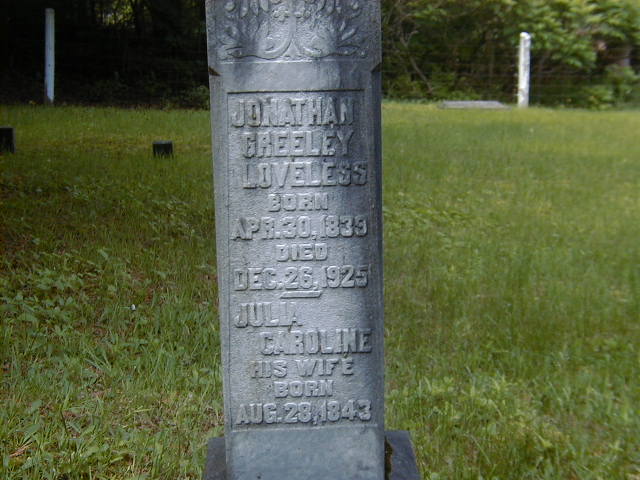 JONATHAN
GREELEY
LOVELESS
BORN
APR. 30, 1839
DIED
DEC. 26, 1925
JULIA
CAROLINE
HIS WIFE
BORN
AUG. 28, 1843